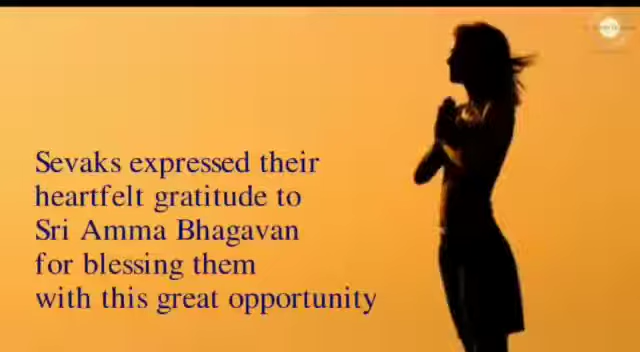 Sevaks expressed their
heartfelt gratitude to
Sri Amma Bhagavan
for blessing them
with this great opportunity